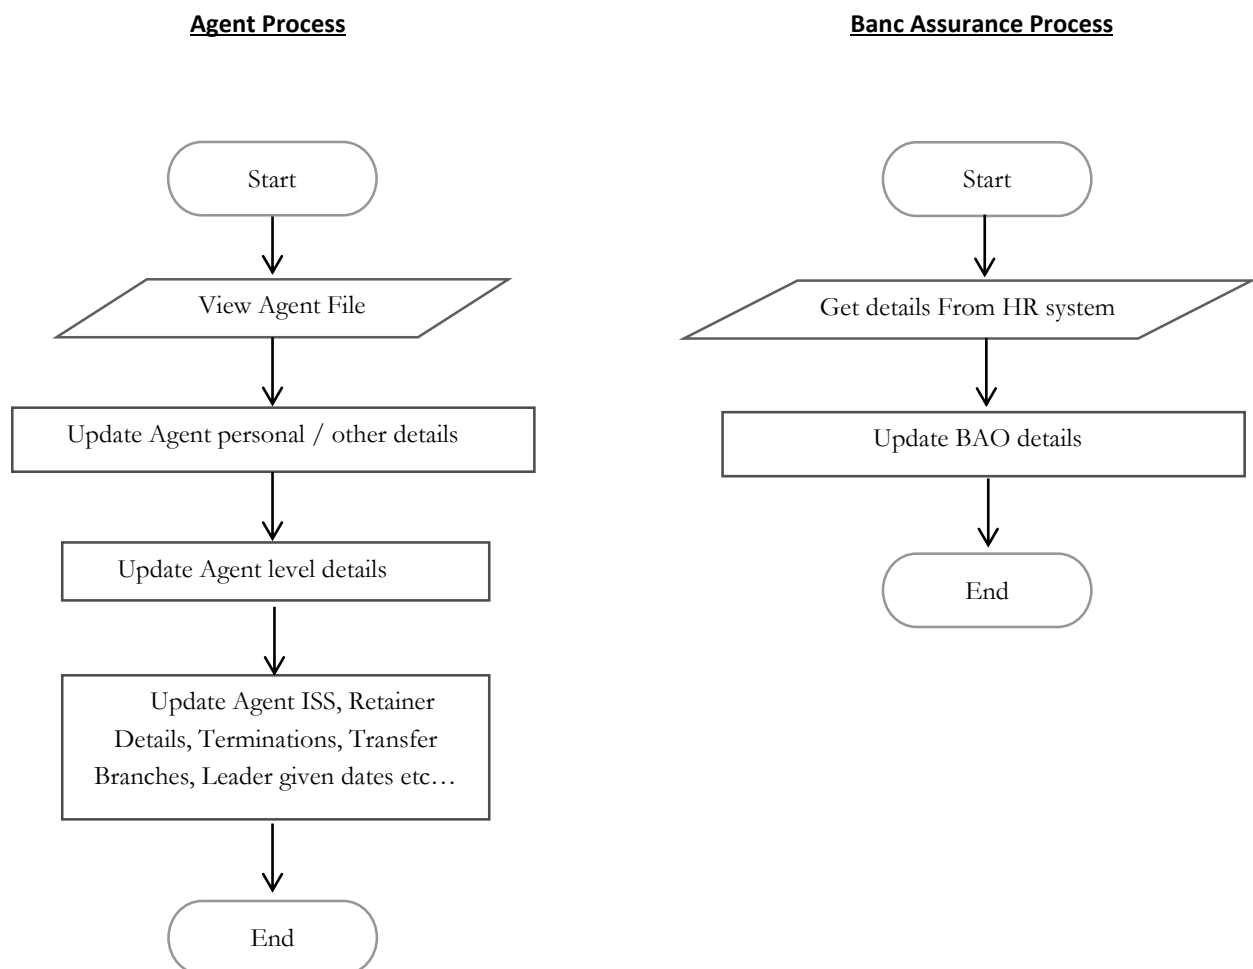 Agent Process
Start
View Agent File
Update Agent personal / other details
Update Agent level details
Update Agent ISS, Retainer
Details, Terminations, Transfer
Branches, Leader given dates etc…
End
Banc Assurance Process
Start
Get details From HR system
Update BAO details
End